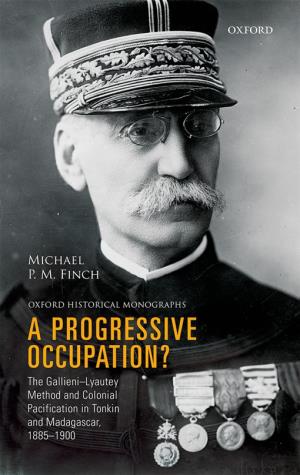 OXFORD
MICHAEL
P. M. FINCH
OXFORD HISTORICAL MONOGRAPHS
A PROGRESSIVE
OCCUPATION?
The Gallieni–Lyautey
Method and Colonial
Pacification in Tonkin
and Madagascar,
1885–1900